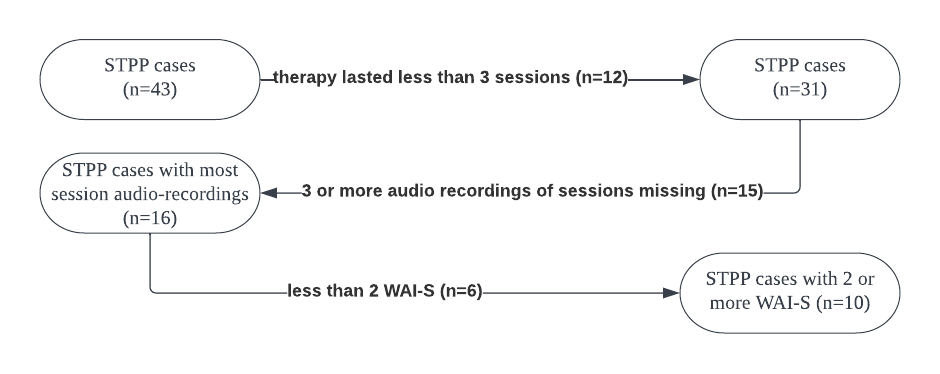 STPP cases
(n=43)
therapy lasted less than 3 sessions (n=12)
STPP cases
(n=31)
STPP cases with most
session audio-recordings
(n=16)
3 or more audio recordings of sessions missing (n=15)
less than 2 WAI-S (n=6)
STPP cases with 2 or
more WAI-S (n=10)